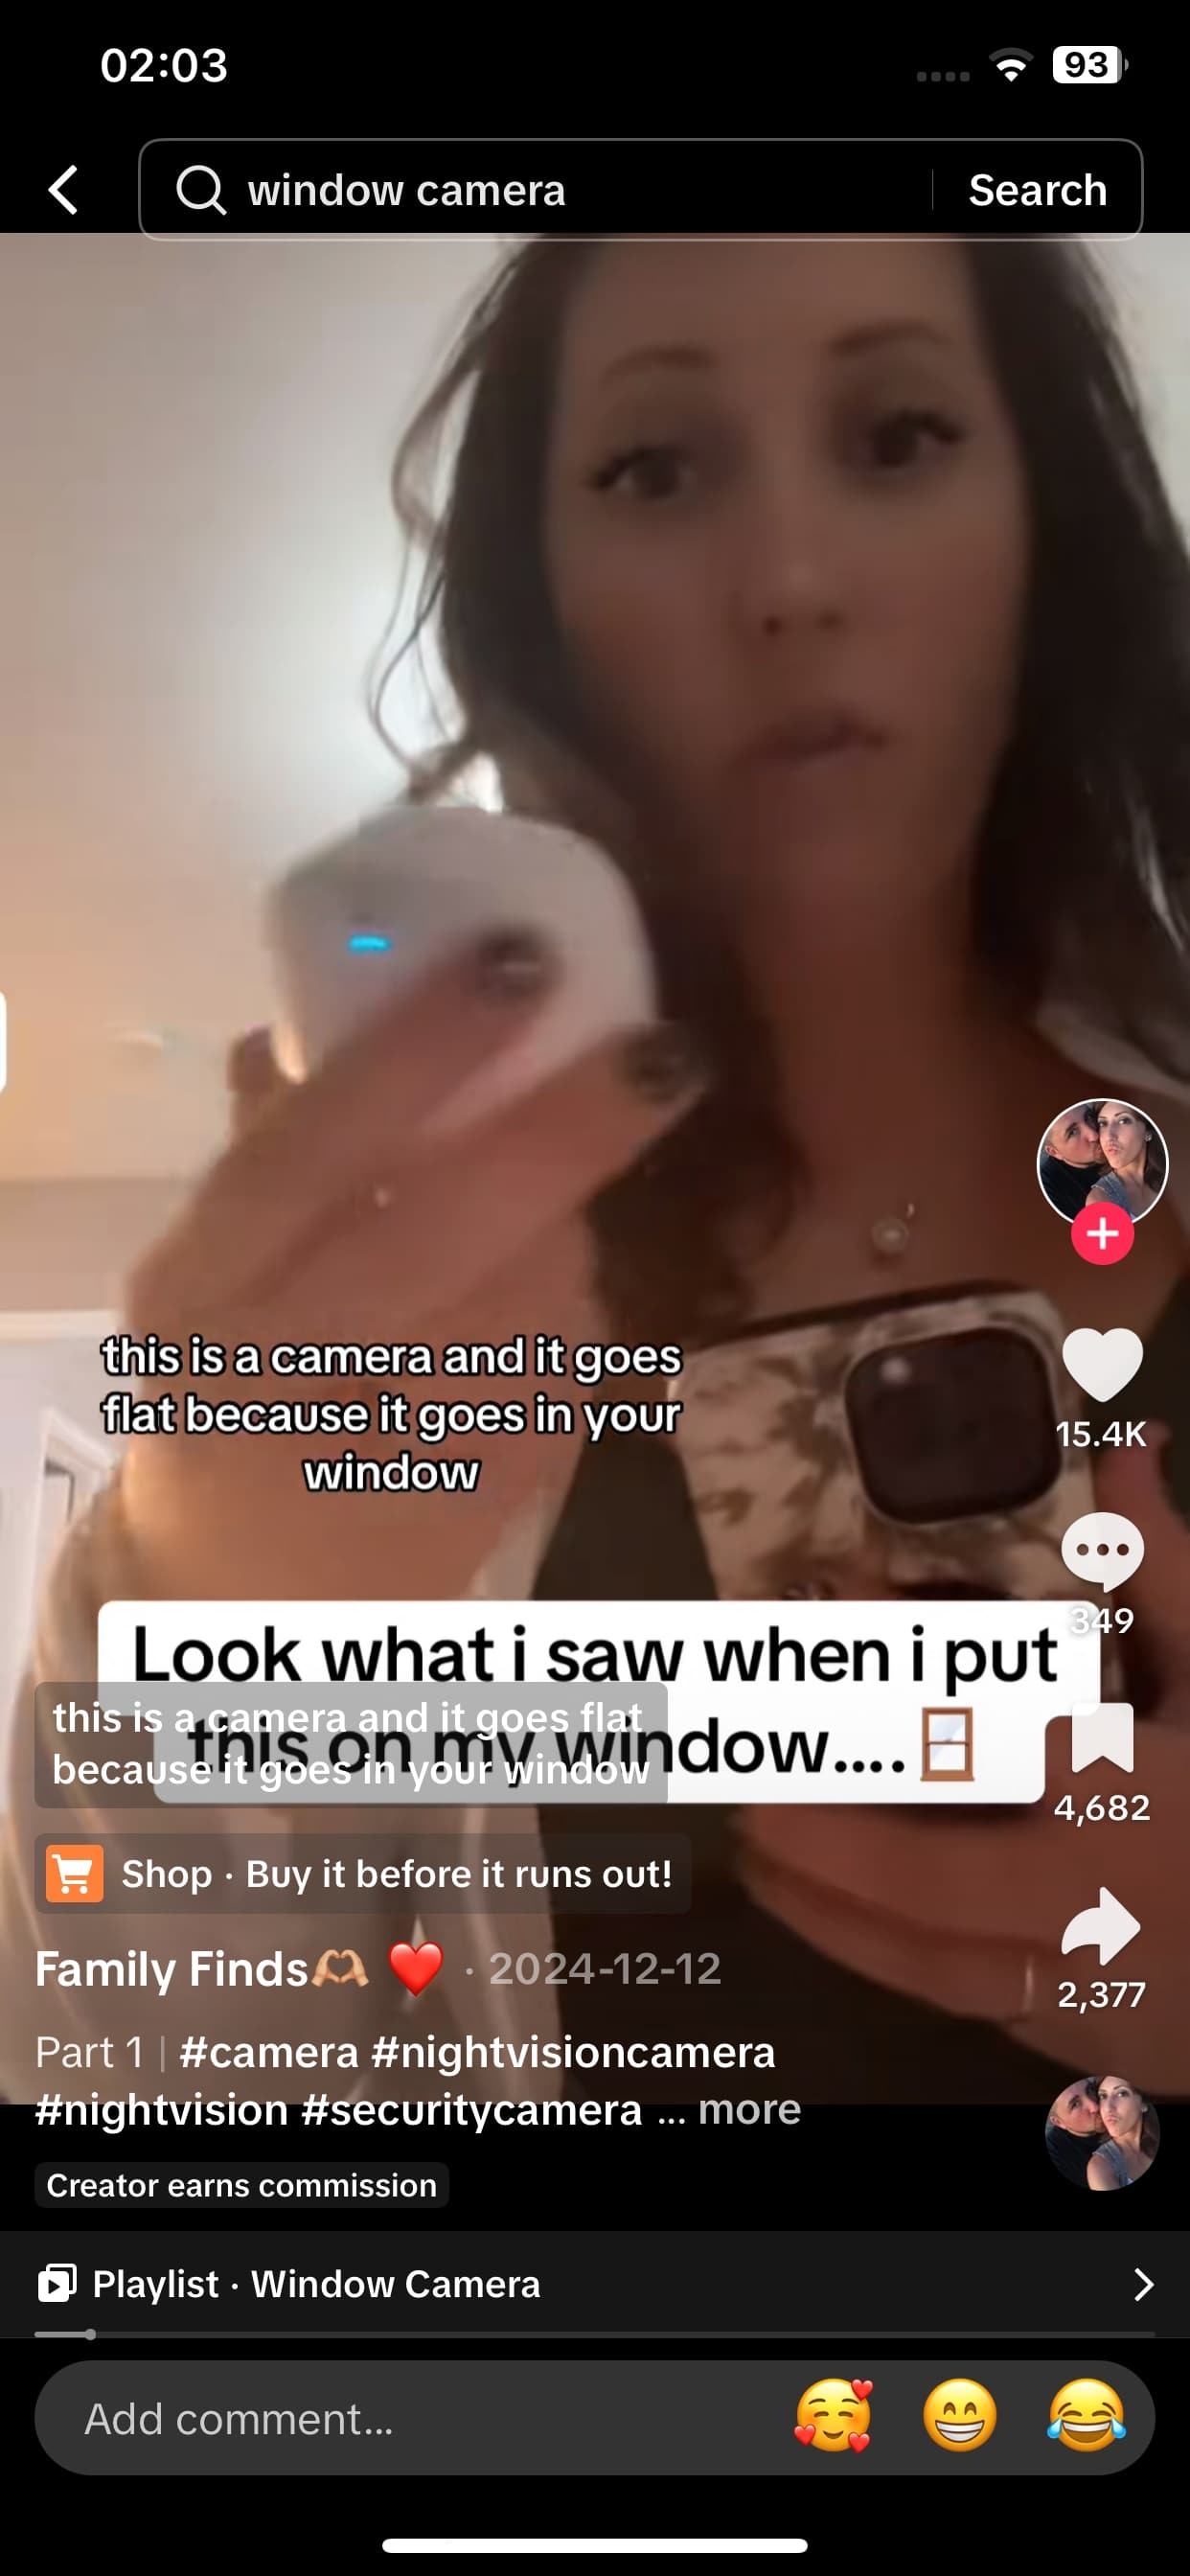 02:03
93
window camera
Search
this is a camera and it goes
flat because it goes in your
window
15.4K
349
Look what i saw when i put
this on my window....🪟
this is a camera and it goes flat
because it goes in your window
4,682
Shop · Buy it before it runs out!
Family Finds🫶🏼 ❤️ · 2024-12-12
2,377
Part 1 | #camera #nightvisioncamera
#nightvision #securitycamera ... more
Creator earns commission
Playlist · Window Camera
Add comment...